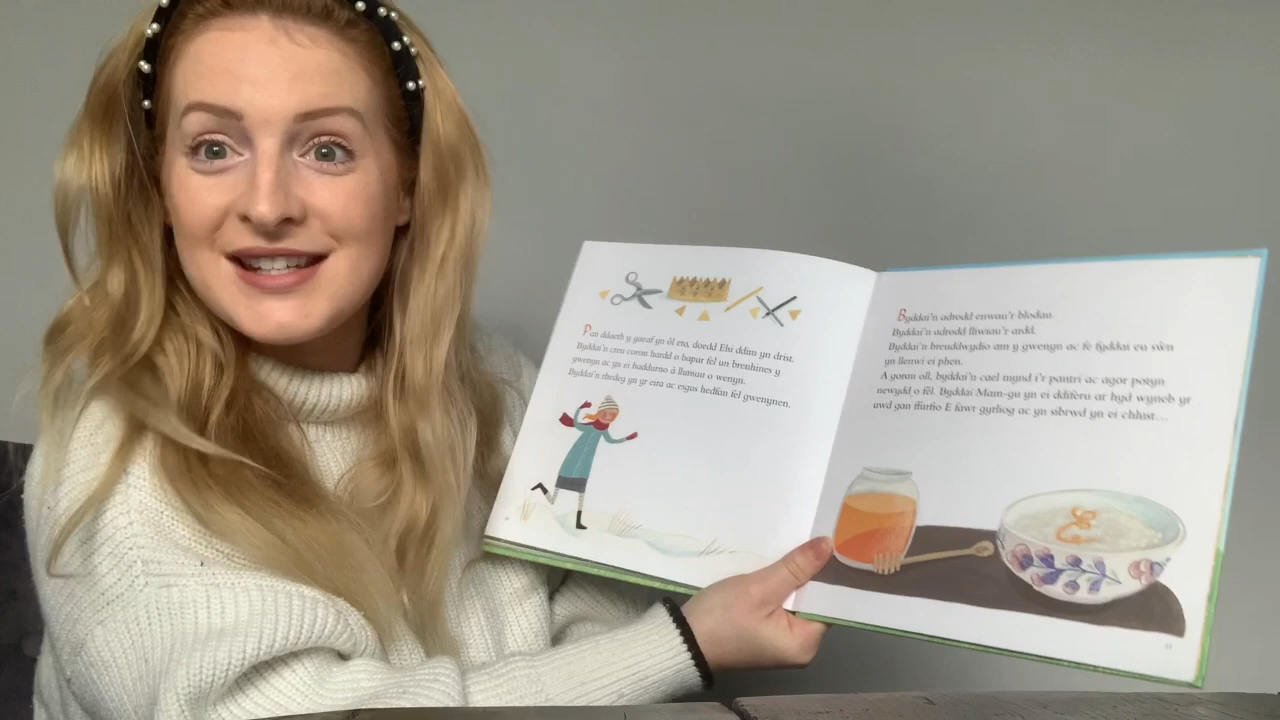 Pan ddaeth y gaeaf yn ôl eto, doedd Elsi ddim yn drist.
Byddai'n creu coron hardd o bapur fel un brenhines y
gwenyn ac yn ei haddurno â lluniau o wenyn.
Byddai'n rhedeg yn yr eira ac esgus hedfan fel gwenynen.
Byddai'n adrodd enwau'r blodau.
Byddai'n adrodd lliwiau'r ardd.
Byddai'n breuddwydio am y gwenyn ac fe fyddai eu sŵn
yn llenwi ei phen.
A gorau oll, byddai'n cael mynd i'r pantri ac agor potyn
newydd o fêl. Byddai Mam-gu yn ei ddiferu ar hyd wyneb yr
uwd gan ffurfio E fawr gyrliog ac yn sibrwd yn ei chlust…